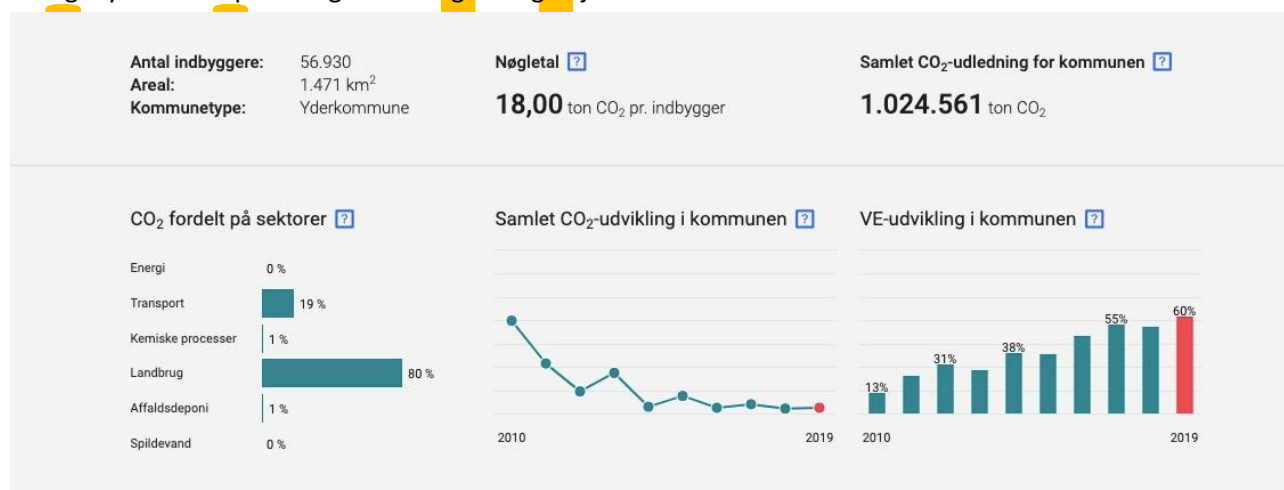 Antal indbyggere: 56.930
Areal: 1.471 km²
Kommunetype: Yderkommune
Nøgletal ?
18,00 ton CO₂ pr. indbygger
Samlet CO₂-udledning for kommunen ?
1.024.561 ton CO₂
CO₂ fordelt på sektorer ?
Energi 0 %
Transport 19 %
Kemiske processer 1 %
Landbrug 80 %
Affaldsdeponi 1 %
Spildevand 0 %
Samlet CO₂-udvikling i kommunen ?
2010 2019
VE-udvikling i kommunen ?
13% 31% 38% 55% 60%
2010 2019